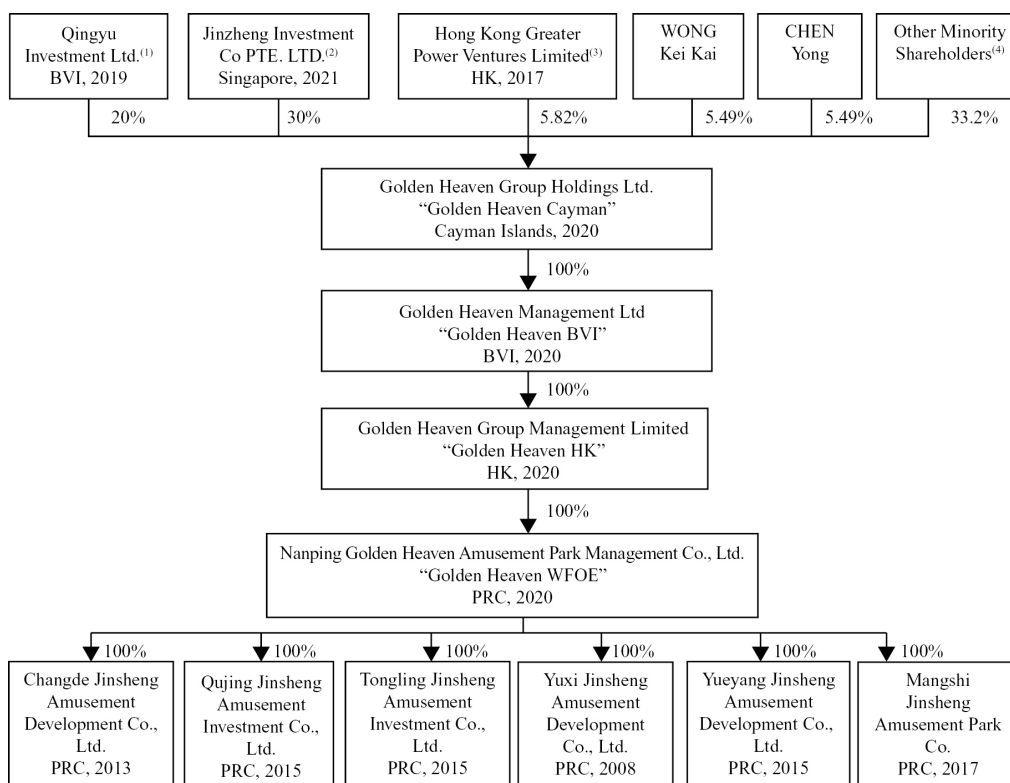 Qingyu
Investment Ltd.(1)
BVI, 2019
Jinzheng Investment
Co PTE. LTD.(2)
Singapore, 2021
Hong Kong Greater
Power Ventures Limited(3)
HK, 2017
WONG
Kei Kai
CHEN
Yong
Other Minority
Shareholders(4)
20%
30%
5.82%
5.49%
5.49%
33.2%
Golden Heaven Group Holdings Ltd.
“Golden Heaven Cayman”
Cayman Islands, 2020
100%
Golden Heaven Management Ltd
“Golden Heaven BVI”
BVI, 2020
100%
Golden Heaven Group Management Limited
“Golden Heaven HK”
HK, 2020
100%
Nanping Golden Heaven Amusement Park Management Co., Ltd.
“Golden Heaven WFOE”
PRC, 2020
100%
100%
100%
100%
100%
100%
Changde Jinsheng
Amusement
Development Co.,
Ltd.
PRC, 2013
Qujing Jinsheng
Amusement
Investment Co.,
Ltd.
PRC, 2015
Tongling Jinsheng
Amusement
Investment Co.,
Ltd.
PRC, 2015
Yuxi Jinsheng
Amusement
Development
Co., Ltd.
PRC, 2008
Yueyang Jinsheng
Amusement
Development Co.,
Ltd.
PRC, 2015
Mangshi
Jinsheng
Amusement Park
Co.
PRC, 2017